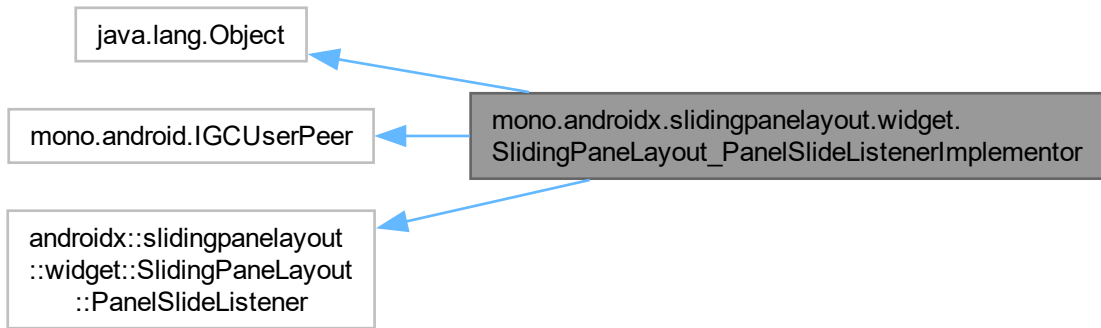 java.lang.Object
mono.android.IGCUserPeer
mono.androidx.slidingpanelayout.widget.
SlidingPaneLayout_PanelSlideListenerImplementor
androidx::slidingpanelayout
::widget::SlidingPaneLayout
::PanelSlideListener